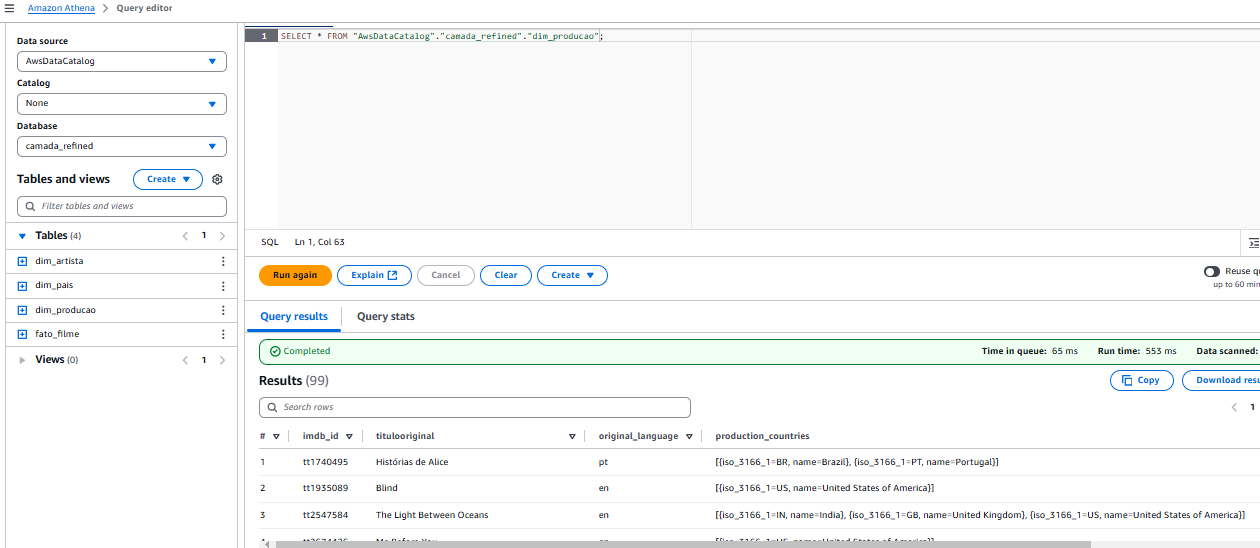 Amazon Athena > Query editor
Data source
AwsDataCatalog
Catalog
None
Database
camada_refined
Tables and views
Create
Filter tables and views
Tables (4)
1
dim_artista
dim_pais
dim_producao
fato_filme
Views (0)
1
1 SELECT * FROM "AwsDataCatalog"."camada_refined"."dim_producao";
SQL Ln 1, Col 63
Run again Explain Cancel Clear Create
Reuse qu
up to 60 min
Query results Query stats
Completed Time in queue: 65 ms Run time: 553 ms Data scanned:
Results (99) Copy Download resu
Search rows
1
# imdb_id titulooriginal original_language production_countries
1 tt1740495 Histórias de Alice pt [{iso_3166_1=BR, name=Brazil}, {iso_3166_1=PT, name=Portugal}]
2 tt1935089 Blind en [{iso_3166_1=US, name=United States of America}]
3 tt2547584 The Light Between Oceans en [{iso_3166_1=IN, name=India}, {iso_3166_1=GB, name=United Kingdom}, {iso_3166_1=US, name=United States of America}]